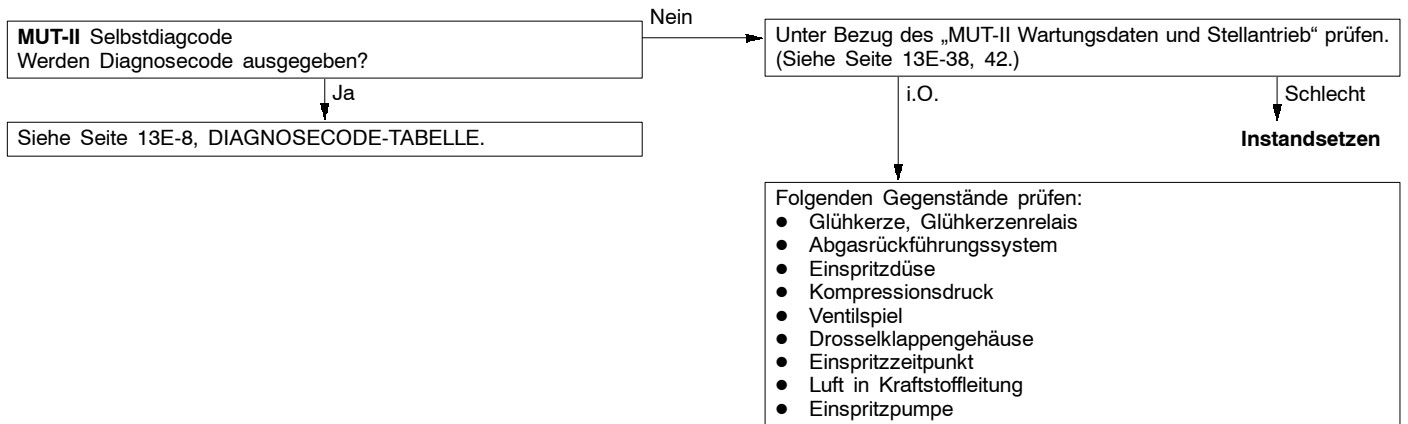 MUT-II Selbstdiagcode
Werden Diagnosecode ausgegeben?
Nein
Unter Bezug des „MUT-II Wartungsdaten und Stellantrieb“ prüfen.
(Siehe Seite 13E-38, 42.)
Ja
Siehe Seite 13E-8, DIAGNOSECODE-TABELLE.
i.O.
Schlecht
Instandsetzen
Folgenden Gegenstände prüfen:
● Glühkerze, Glühkerzenrelais
● Abgasrückführungssystem
● Einspritzdüse
● Kompressionsdruck
● Ventilspiel
● Drosselklappengehäuse
● Einspritzzeitpunkt
● Luft in Kraftstoffleitung
● Einspritzpumpe